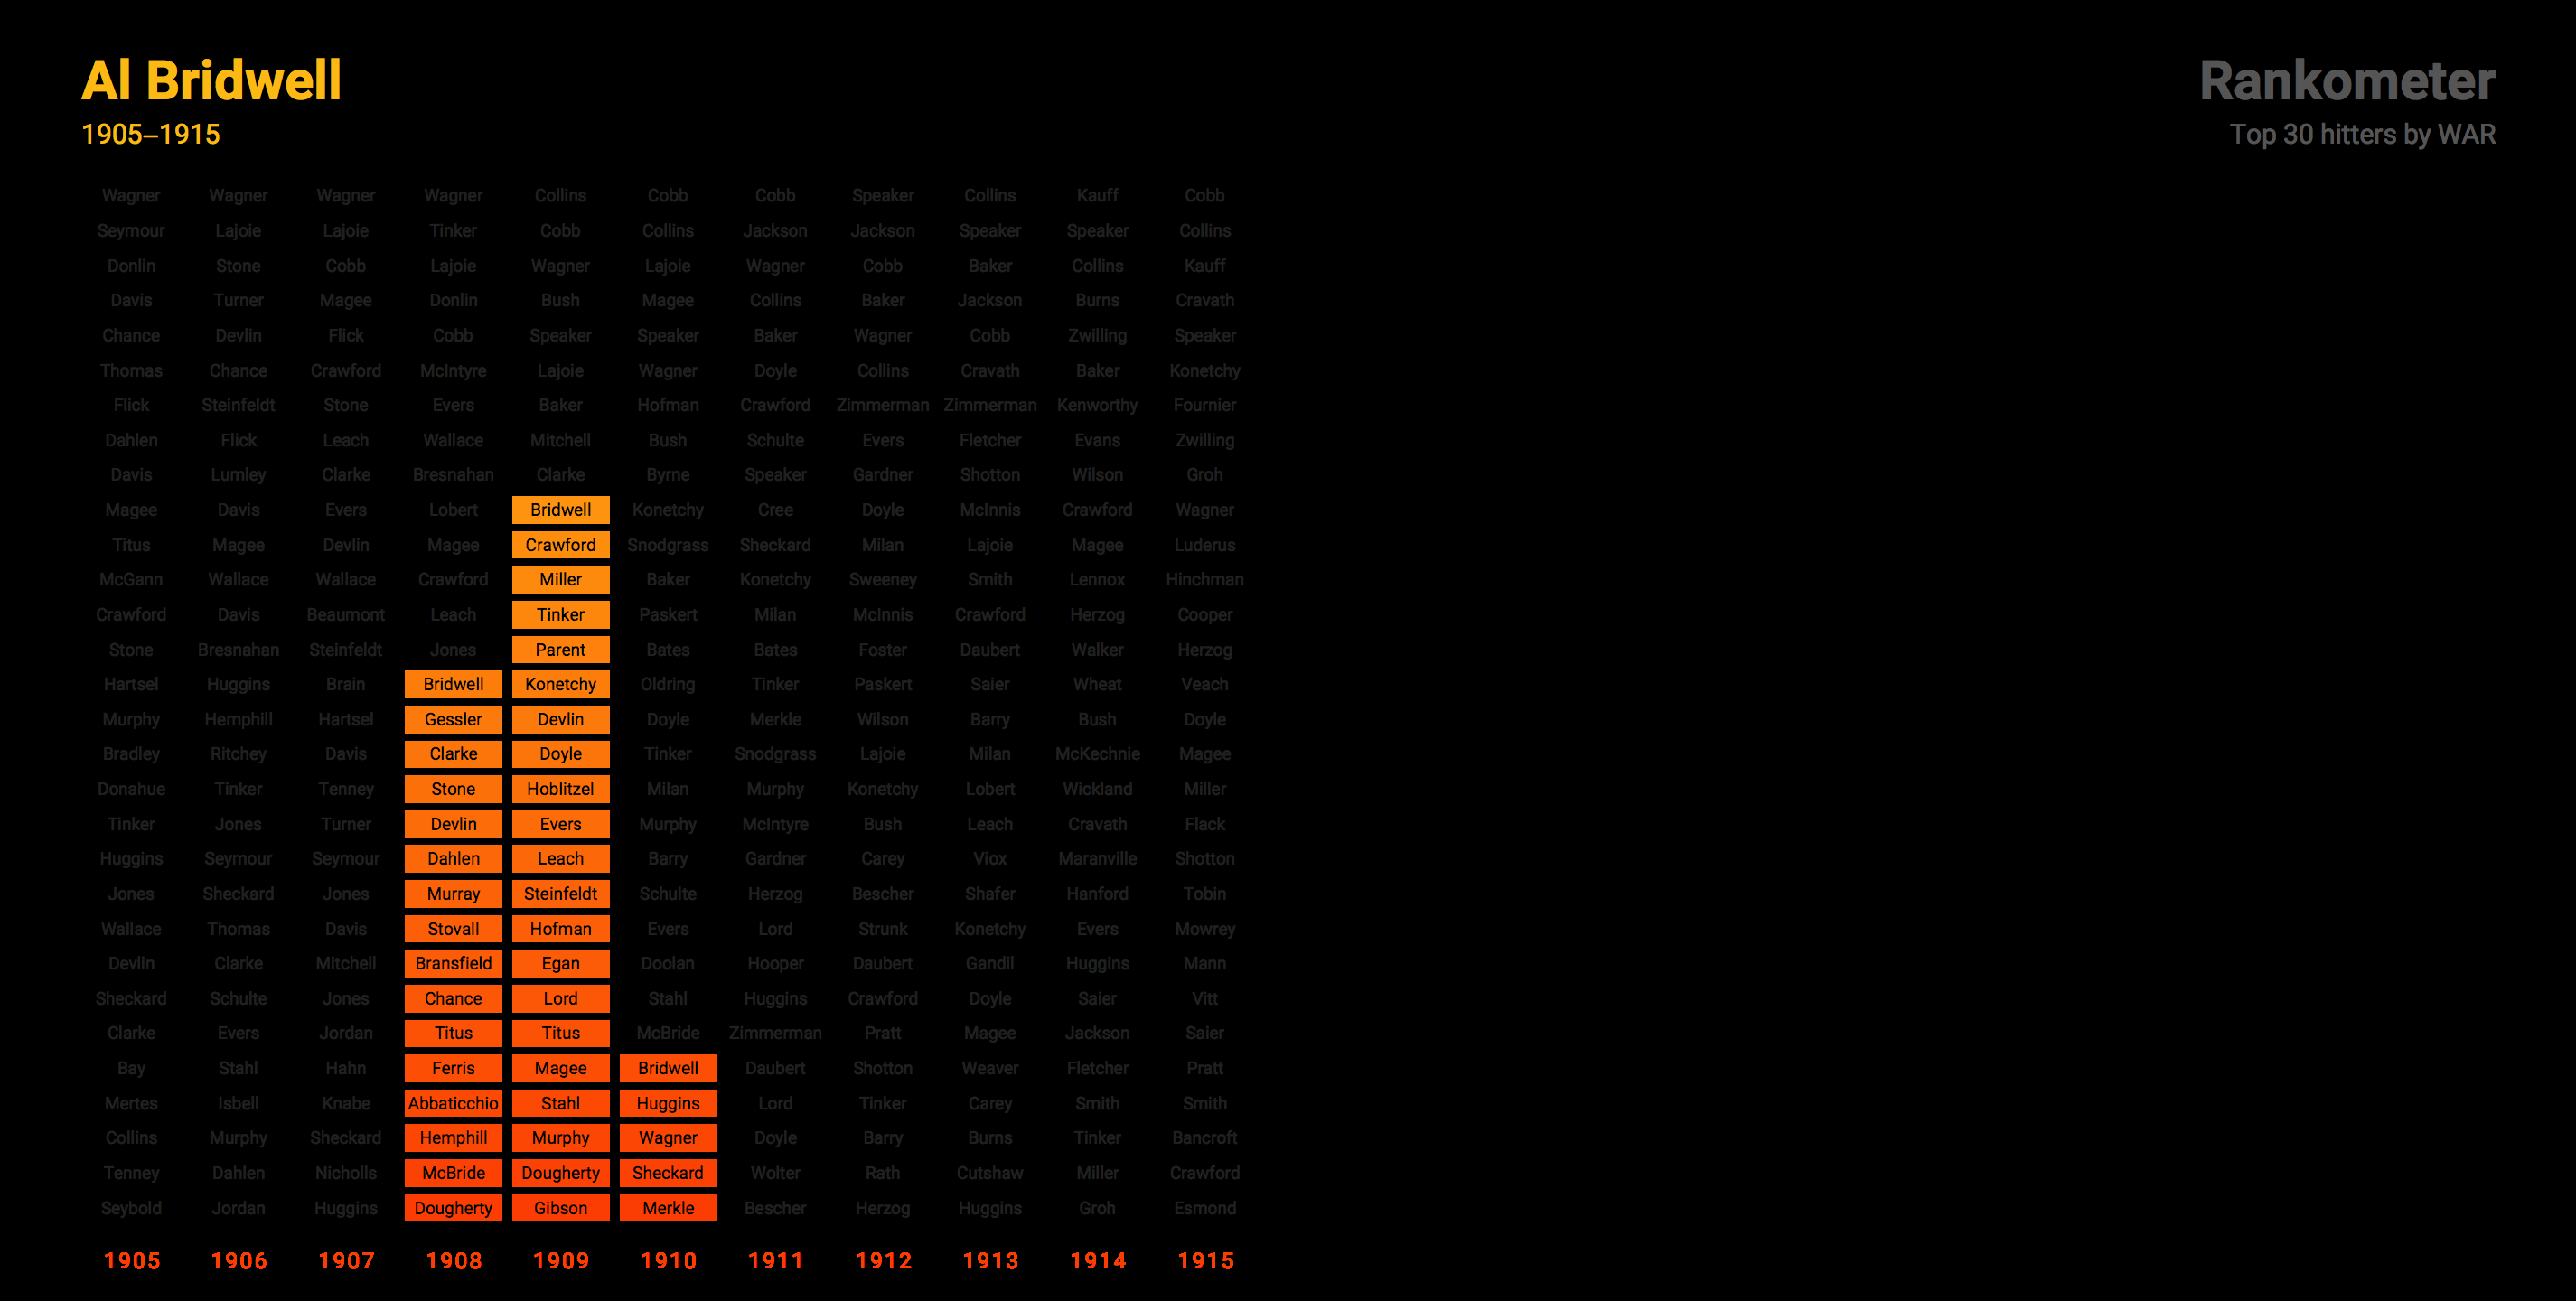 Al Bridwell
1905–1915
Rankometer
Top 30 hitters by WAR
Wagner Wagner Wagner Wagner Collins Cobb Cobb Speaker Collins Kauff Cobb
Seymour Lajoie Lajoie Tinker Cobb Collins Jackson Jackson Speaker Speaker Collins
Donlin Stone Cobb Lajoie Wagner Lajoie Wagner Cobb Baker Collins Kauff
Davis Turner Magee Donlin Bush Magee Collins Baker Jackson Burns Cravath
Chance Devlin Flick Cobb Speaker Speaker Baker Wagner Cobb Zwilling Speaker
Thomas Chance Crawford McIntyre Lajoie Wagner Doyle Collins Cravath Baker Konetchy
Flick Steinfeldt Stone Evers Baker Hofman Crawford Zimmerman Zimmerman Kenworthy Fournier
Dahlen Flick Leach Wallace Mitchell Bush Schulte Evers Fletcher Evans Zwilling
Davis Lumley Clarke Bresnahan Clarke Byrne Speaker Gardner Shotton Wilson Groh
Magee Davis Evers Lobert Bridwell Konetchy Cree Doyle McInnis Crawford Wagner
Titus Magee Devlin Magee Crawford Snodgrass Sheckard Milan Lajoie Magee Luderus
McGann Wallace Wallace Crawford Miller Baker Konetchy Sweeney Smith Lennox Hinchman
Crawford Davis Beaumont Leach Tinker Paskert Milan McInnis Crawford Herzog Cooper
Stone Bresnahan Steinfeldt Jones Parent Bates Bates Foster Daubert Walker Herzog
Hartsel Huggins Brain Bridwell Konetchy Oldring Tinker Paskert Saier Wheat Veach
Murphy Hemphill Hartsel Gessler Devlin Doyle Merkle Wilson Barry Bush Doyle
Bradley Ritchey Davis Clarke Doyle Tinker Snodgrass Lajoie Milan McKechnie Magee
Donahue Tinker Tenney Stone Hoblitzel Milan Murphy Konetchy Lobert Wickland Miller
Tinker Jones Turner Devlin Evers Murphy McIntyre Bush Leach Cravath Flack
Huggins Seymour Seymour Dahlen Leach Barry Gardner Carey Viox Maranville Shotton
Jones Sheckard Jones Murray Steinfeldt Schulte Herzog Bescher Shafer Hanford Tobin
Wallace Thomas Davis Stovall Hofman Evers Lord Strunk Konetchy Evers Mowrey
Devlin Clarke Mitchell Bransfield Egan Doolan Hooper Daubert Gandil Huggins Mann
Sheckard Schulte Jones Chance Lord Stahl Huggins Crawford Doyle Saier Vitt
Clarke Evers Jordan Titus Titus McBride Zimmerman Pratt Magee Jackson Saier
Bay Stahl Hahn Ferris Magee Bridwell Daubert Shotton Weaver Fletcher Pratt
Mertes Isbell Knabe Abbaticchio Stahl Huggins Lord Tinker Carey Smith Smith
Collins Murphy Sheckard Hemphill Murphy Wagner Doyle Barry Burns Tinker Bancroft
Tenney Dahlen Nicholls McBride Dougherty Sheckard Wolter Rath Cutshaw Miller Crawford
Seybold Jordan Huggins Dougherty Gibson Merkle Bescher Herzog Huggins Groh Esmond
1905 1906 1907 1908 1909 1910 1911 1912 1913 1914 1915